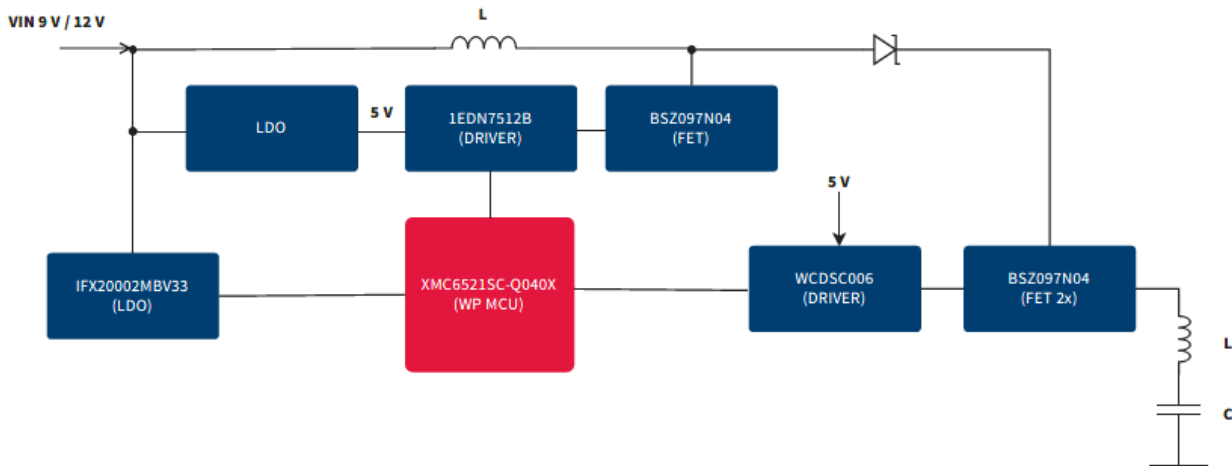 VIN 9 V / 12 V
L
LDO
5 V
1EDN7512B
(DRIVER)
BSZ097N04
(FET)
5 V
IFX20002MBV33
(LDO)
XMC6521SC-Q040X
(WP MCU)
WCDSC006
(DRIVER)
BSZ097N04
(FET 2x)
L
C